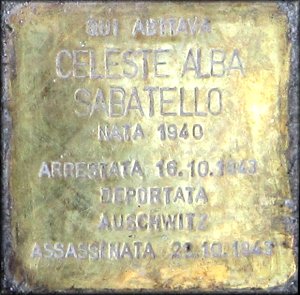 QUI ABITAVA
CELESTE ALBA
SABATELLO
NATA 1940
ARRESTATA 16.10.1943
DEPORTATA
AUSCHWITZ
ASSASSINATA 23.10.1943